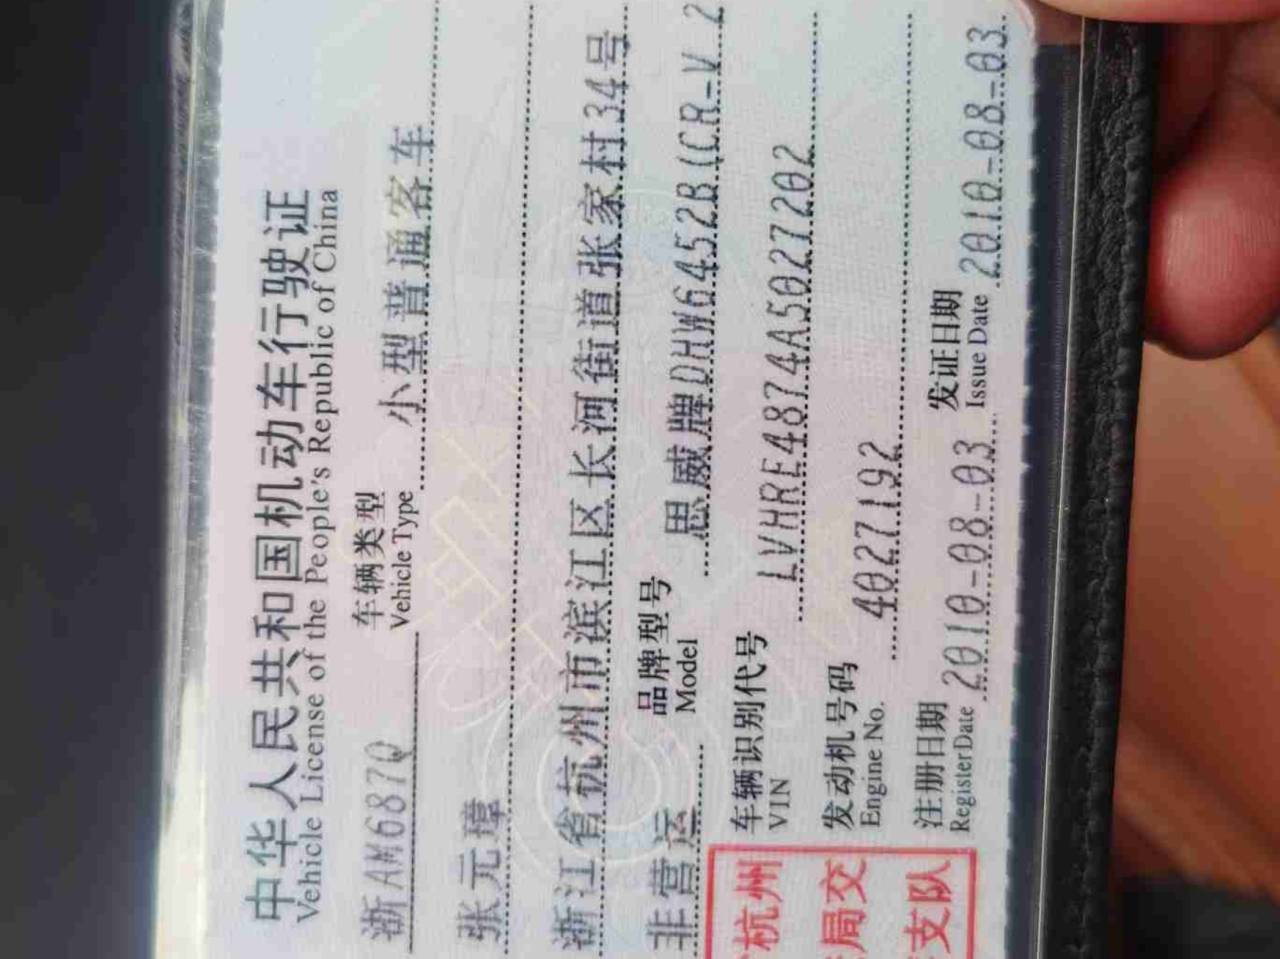 中华人民共和国机动车行驶证
Vehicle License of the People's Republic of China
浙AM687Q 车辆类型 小型普通客车
Vehicle Type
张元璋
浙江省杭州市滨江区长河街道张家村34号
非营运 品牌型号 思威牌DHW6452B(CR-V 2
Model
车辆识别代号 LVHRE4874A5027202
VIN
发动机号码 4027192
Engine No.
注册日期 2010-08-03 发证日期 2010-08-03
Register Date Issue Date
杭州
局交
支队